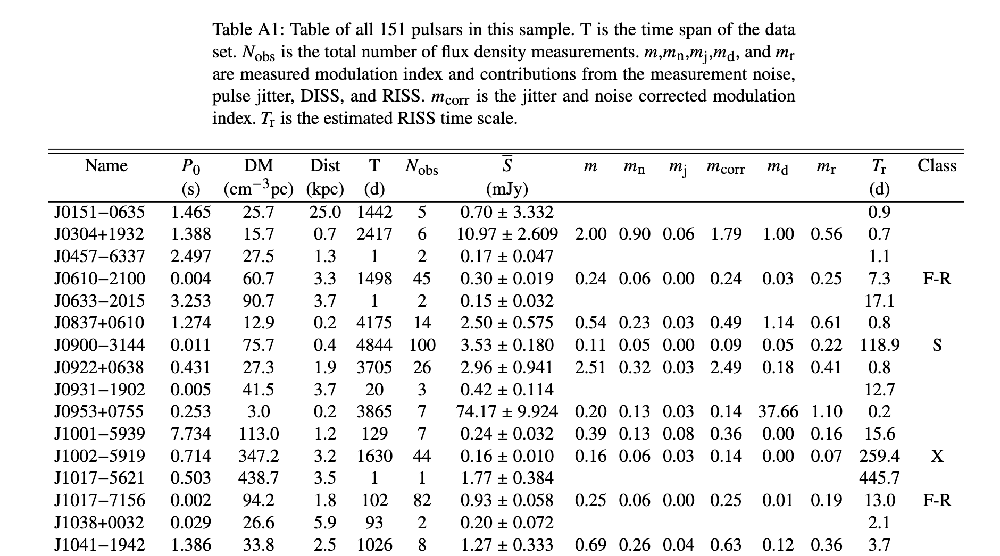 Table A1: Table of all 151 pulsars in this sample. T is the time span of the data
set. Nobs is the total number of flux density measurements. m,mn,mj,md, and mr
are measured modulation index and contributions from the measurement noise,
pulse jitter, DISS, and RISS. mcorr is the jitter and noise corrected modulation
index. Tr is the estimated RISS time scale.
Name P0 DM Dist T Nobs S̅ m mn mj mcorr md mr Tr Class
(s) (cm−3pc) (kpc) (d) (mJy) (d)
J0151−0635 1.465 25.7 25.0 1442 5 0.70 ± 3.332 0.9
J0304+1932 1.388 15.7 0.7 2417 6 10.97 ± 2.609 2.00 0.90 0.06 1.79 1.00 0.56 0.7
J0457−6337 2.497 27.5 1.3 1 2 0.17 ± 0.047 1.1
J0610−2100 0.004 60.7 3.3 1498 45 0.30 ± 0.019 0.24 0.06 0.00 0.24 0.03 0.25 7.3 F-R
J0633−2015 3.253 90.7 3.7 1 2 0.15 ± 0.032 17.1
J0837+0610 1.274 12.9 0.2 4175 14 2.50 ± 0.575 0.54 0.23 0.03 0.49 1.14 0.61 0.8
J0900−3144 0.011 75.7 0.4 4844 100 3.53 ± 0.180 0.11 0.05 0.00 0.09 0.05 0.22 118.9 S
J0922+0638 0.431 27.3 1.9 3705 26 2.96 ± 0.941 2.51 0.32 0.03 2.49 0.18 0.41 0.8
J0931−1902 0.005 41.5 3.7 20 3 0.42 ± 0.114 12.7
J0953+0755 0.253 3.0 0.2 3865 7 74.17 ± 9.924 0.20 0.13 0.03 0.14 37.66 1.10 0.2
J1001−5939 7.734 113.0 1.2 129 7 0.24 ± 0.032 0.39 0.13 0.08 0.36 0.00 0.16 15.6
J1002−5919 0.714 347.2 3.2 1630 44 0.16 ± 0.010 0.16 0.06 0.03 0.14 0.00 0.07 259.4 X
J1017−5621 0.503 438.7 3.5 1 1 1.77 ± 0.384 445.7
J1017−7156 0.002 94.2 1.8 102 82 0.93 ± 0.058 0.25 0.06 0.00 0.25 0.01 0.19 13.0 F-R
J1038+0032 0.029 26.6 5.9 93 2 0.20 ± 0.072 2.1
J1041−1942 1.386 33.8 2.5 1026 8 1.27 ± 0.333 0.69 0.26 0.04 0.63 0.12 0.36 3.7